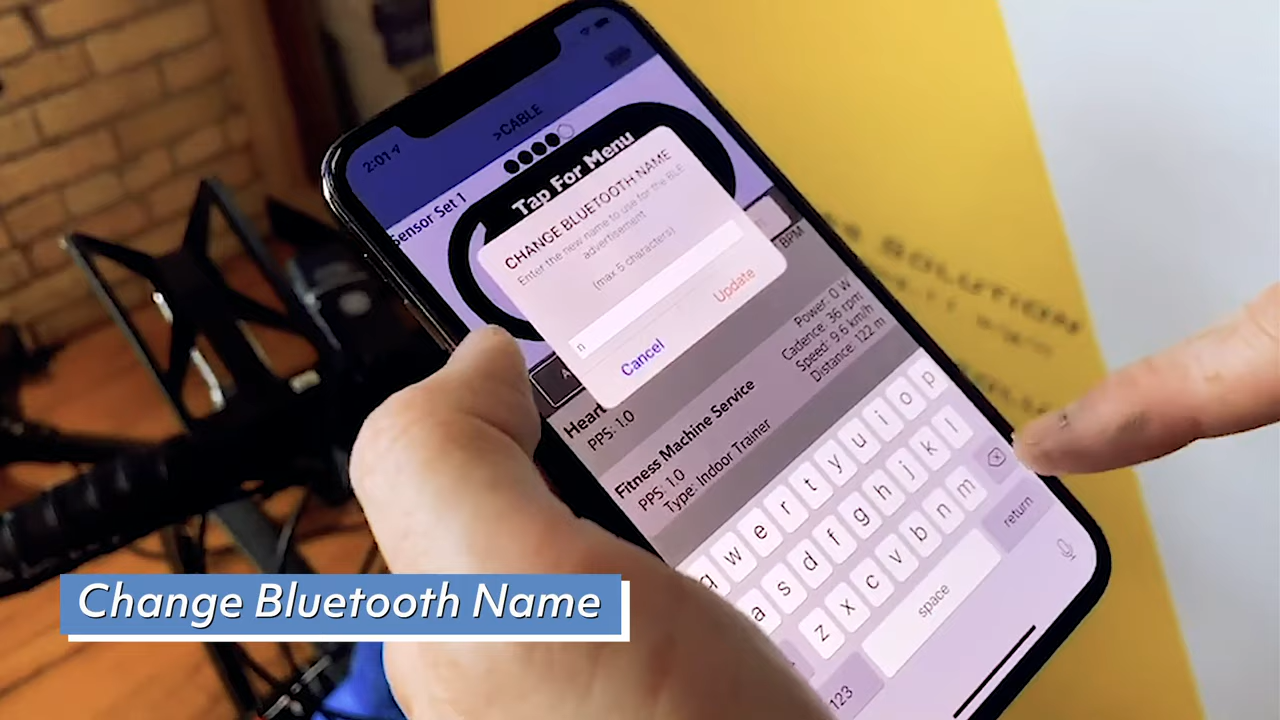 2:01
>CABLE
Sensor Set 1
Tap For Menu
CHANGE BLUETOOTH NAME
Enter the new name to use for the BLE
advertisement
(max 5 characters)
n
Cancel
Update
BPM
Heart
PPS: 1.0
Fitness Machine Service
PPS: 1.0
Type: Indoor Trainer
Power: 0 W
Cadence: 36 rpm
Speed: 9.6 km/h
Distance: 122 m
q w e r t y u i o p
a s d f g h j k l
z x c v b n m
123 space return
SOLUTION
Change Bluetooth Name